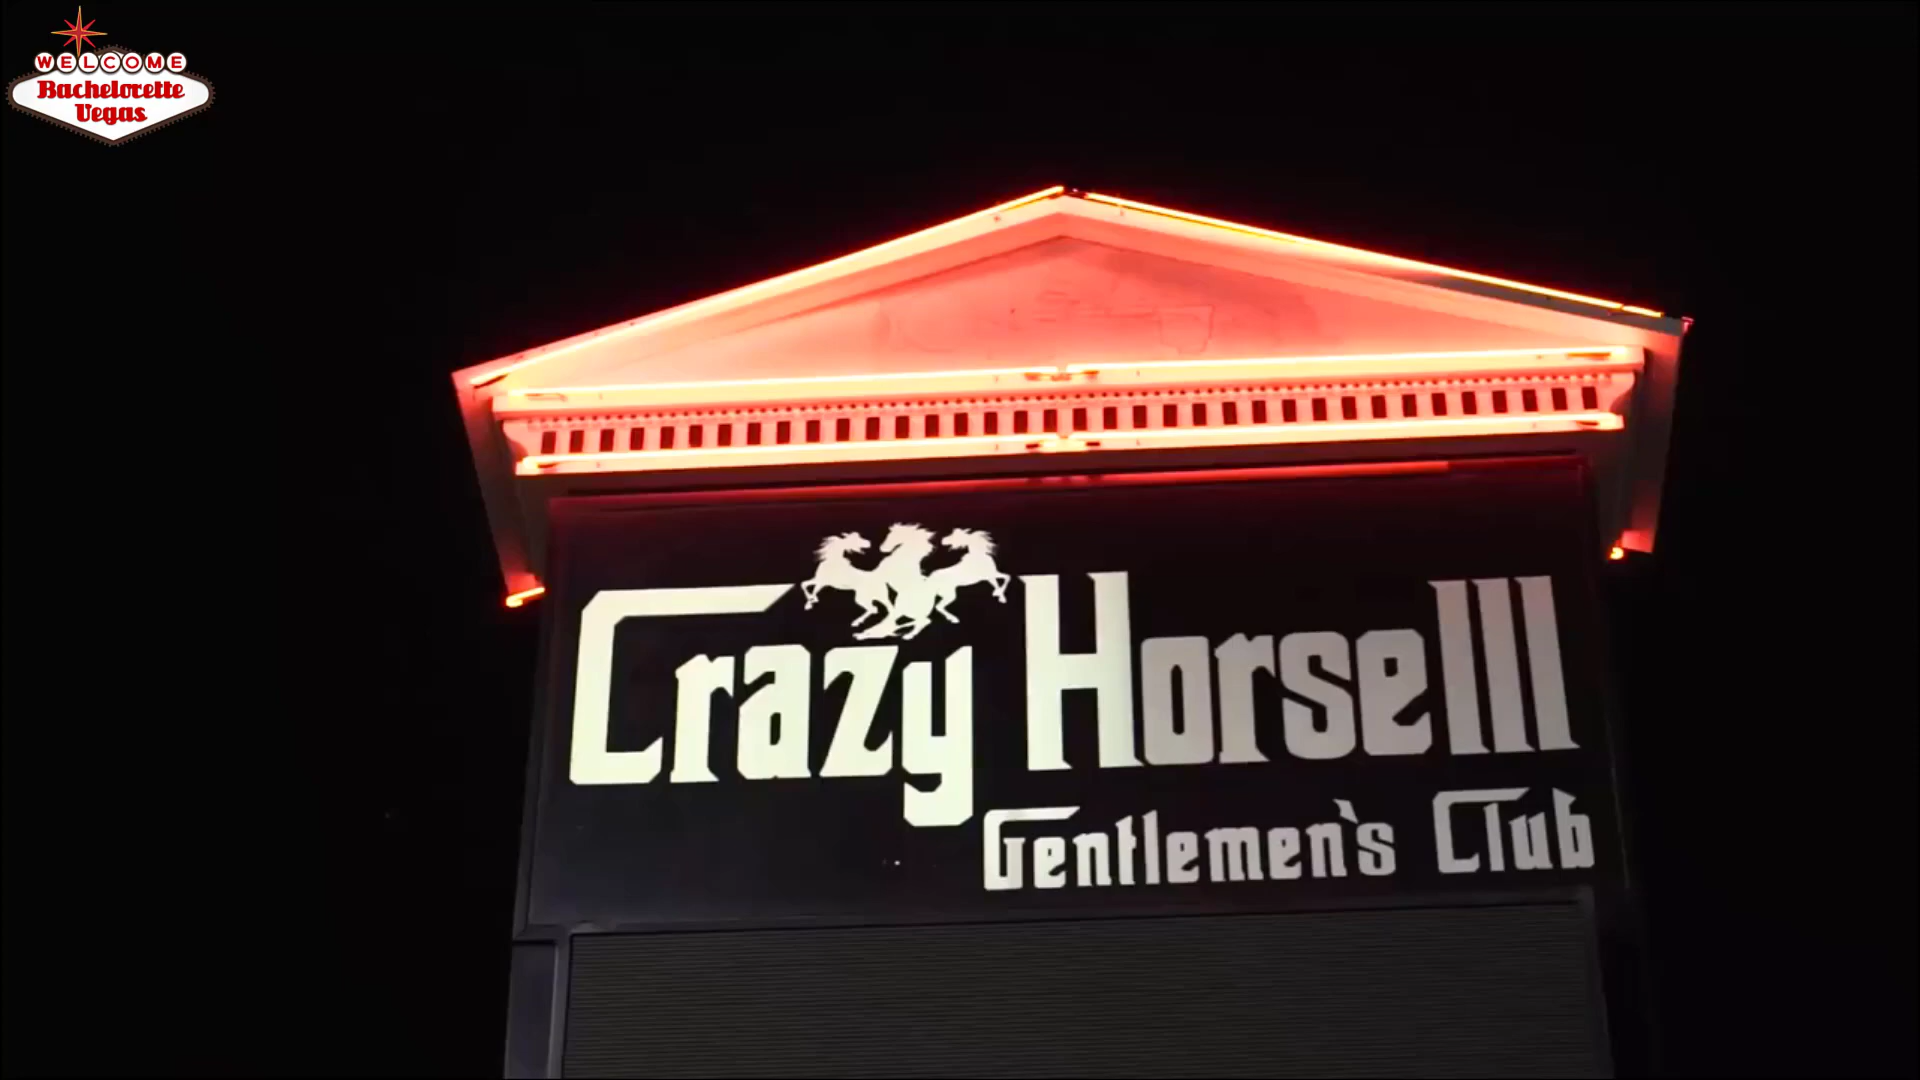 WELCOME
Bachelorette
Vegas
Crazy Horse III
Gentlemen's Club